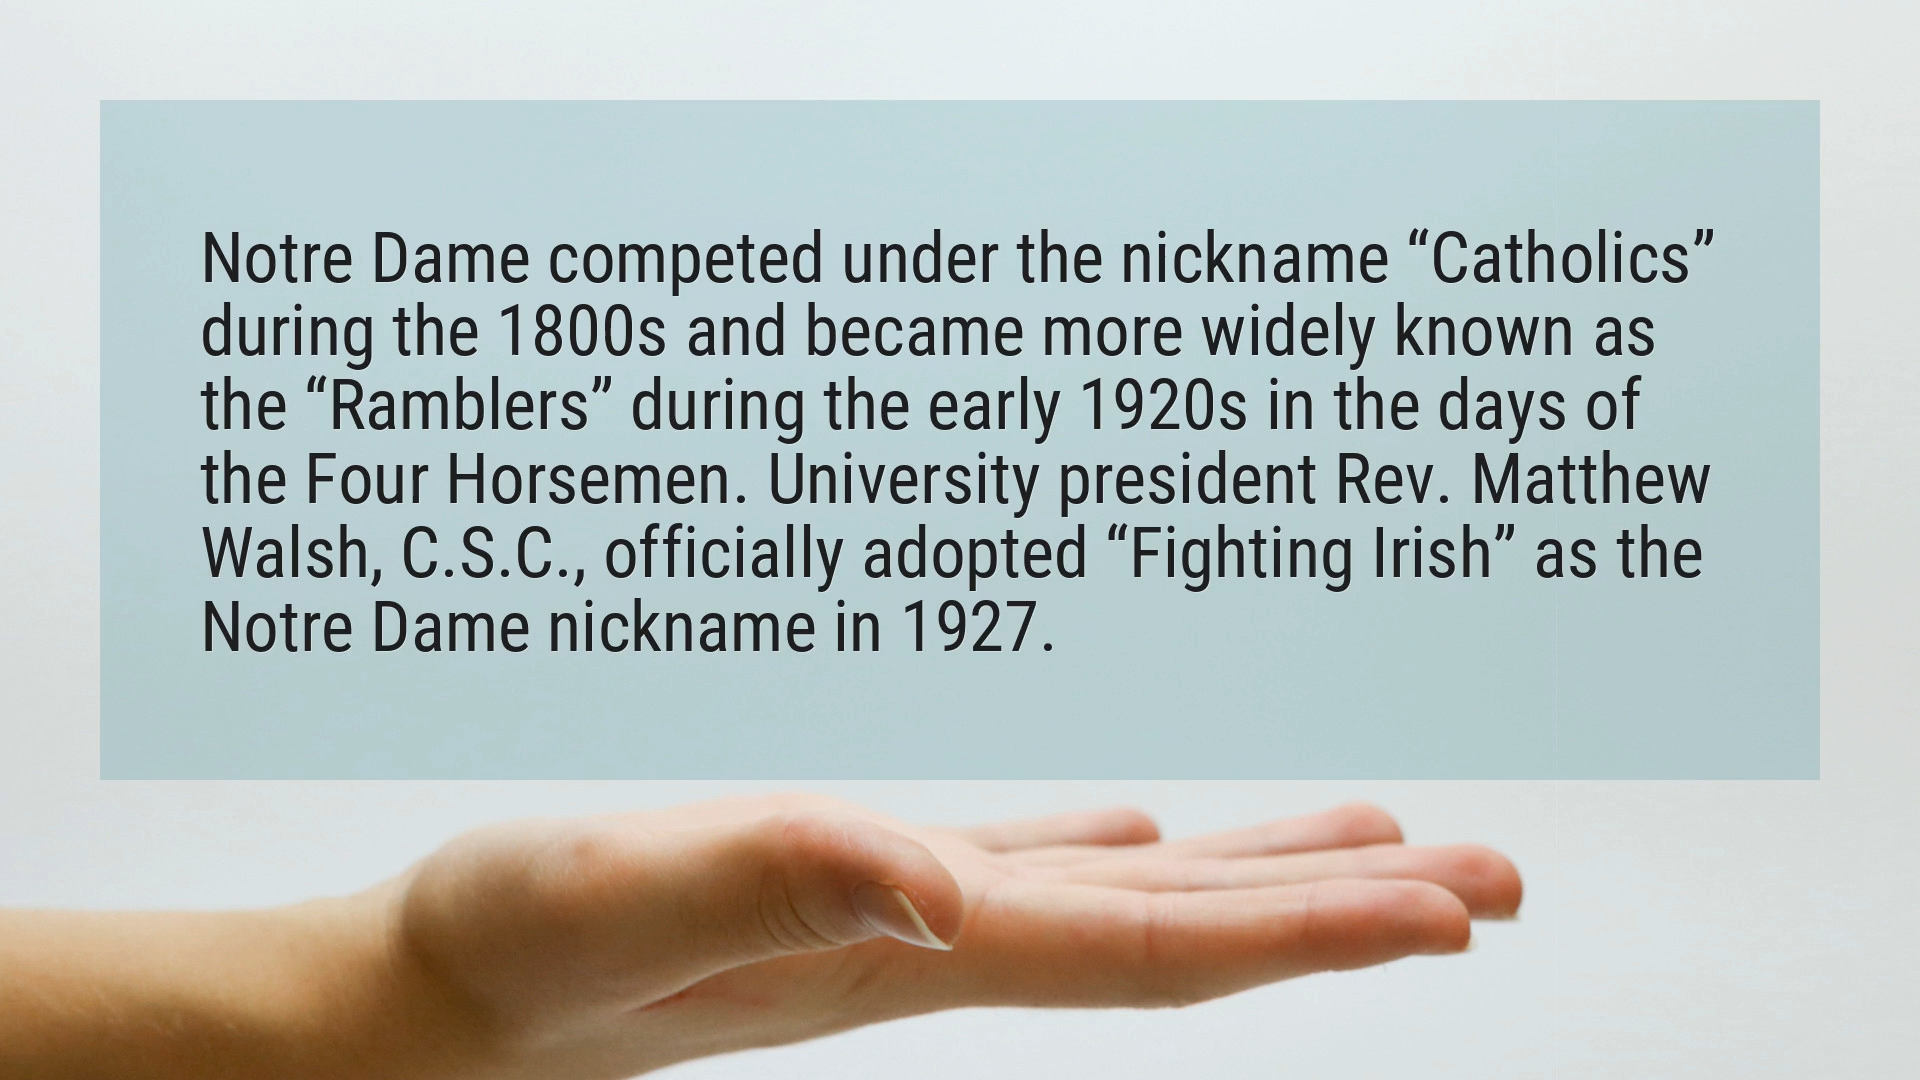 Notre Dame competed under the nickname “Catholics”
during the 1800s and became more widely known as
the “Ramblers” during the early 1920s in the days of
the Four Horsemen. University president Rev. Matthew
Walsh, C.S.C., officially adopted “Fighting Irish” as the
Notre Dame nickname in 1927.